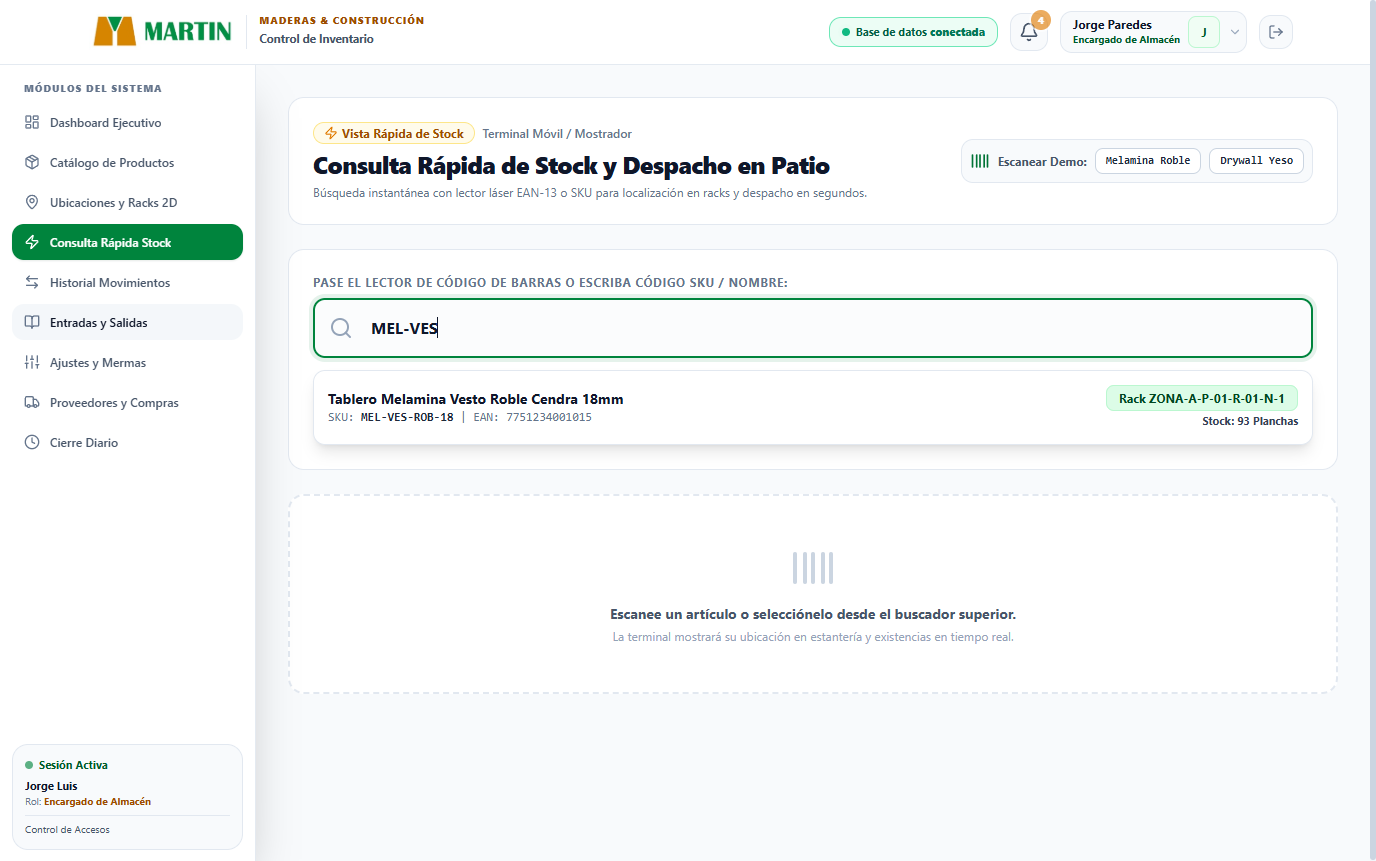 MARTIN
MADERAS & CONSTRUCCIÓN
Control de Inventario
Base de datos conectada
4
Jorge Paredes
Encargado de Almacén
J
MÓDULOS DEL SISTEMA
Dashboard Ejecutivo
Catálogo de Productos
Ubicaciones y Racks 2D
Consulta Rápida Stock
Historial Movimientos
Entradas y Salidas
Ajustes y Mermas
Proveedores y Compras
Cierre Diario
Sesión Activa
Jorge Luis
Rol: Encargado de Almacén
Control de Accesos
Vista Rápida de Stock Terminal Móvil / Mostrador
Consulta Rápida de Stock y Despacho en Patio
Búsqueda instantánea con lector láser EAN-13 o SKU para localización en racks y despacho en segundos.
Escanear Demo: Melamina Roble Drywall Yeso
PASE EL LECTOR DE CÓDIGO DE BARRAS O ESCRIBA CÓDIGO SKU / NOMBRE:
MEL-VES
Tablero Melamina Vesto Roble Cendra 18mm
SKU: MEL-VES-ROB-18 | EAN: 7751234001015
Rack ZONA-A-P-01-R-01-N-1
Stock: 93 Planchas
Escanee un artículo o selecciónelo desde el buscador superior.
La terminal mostrará su ubicación en estantería y existencias en tiempo real.